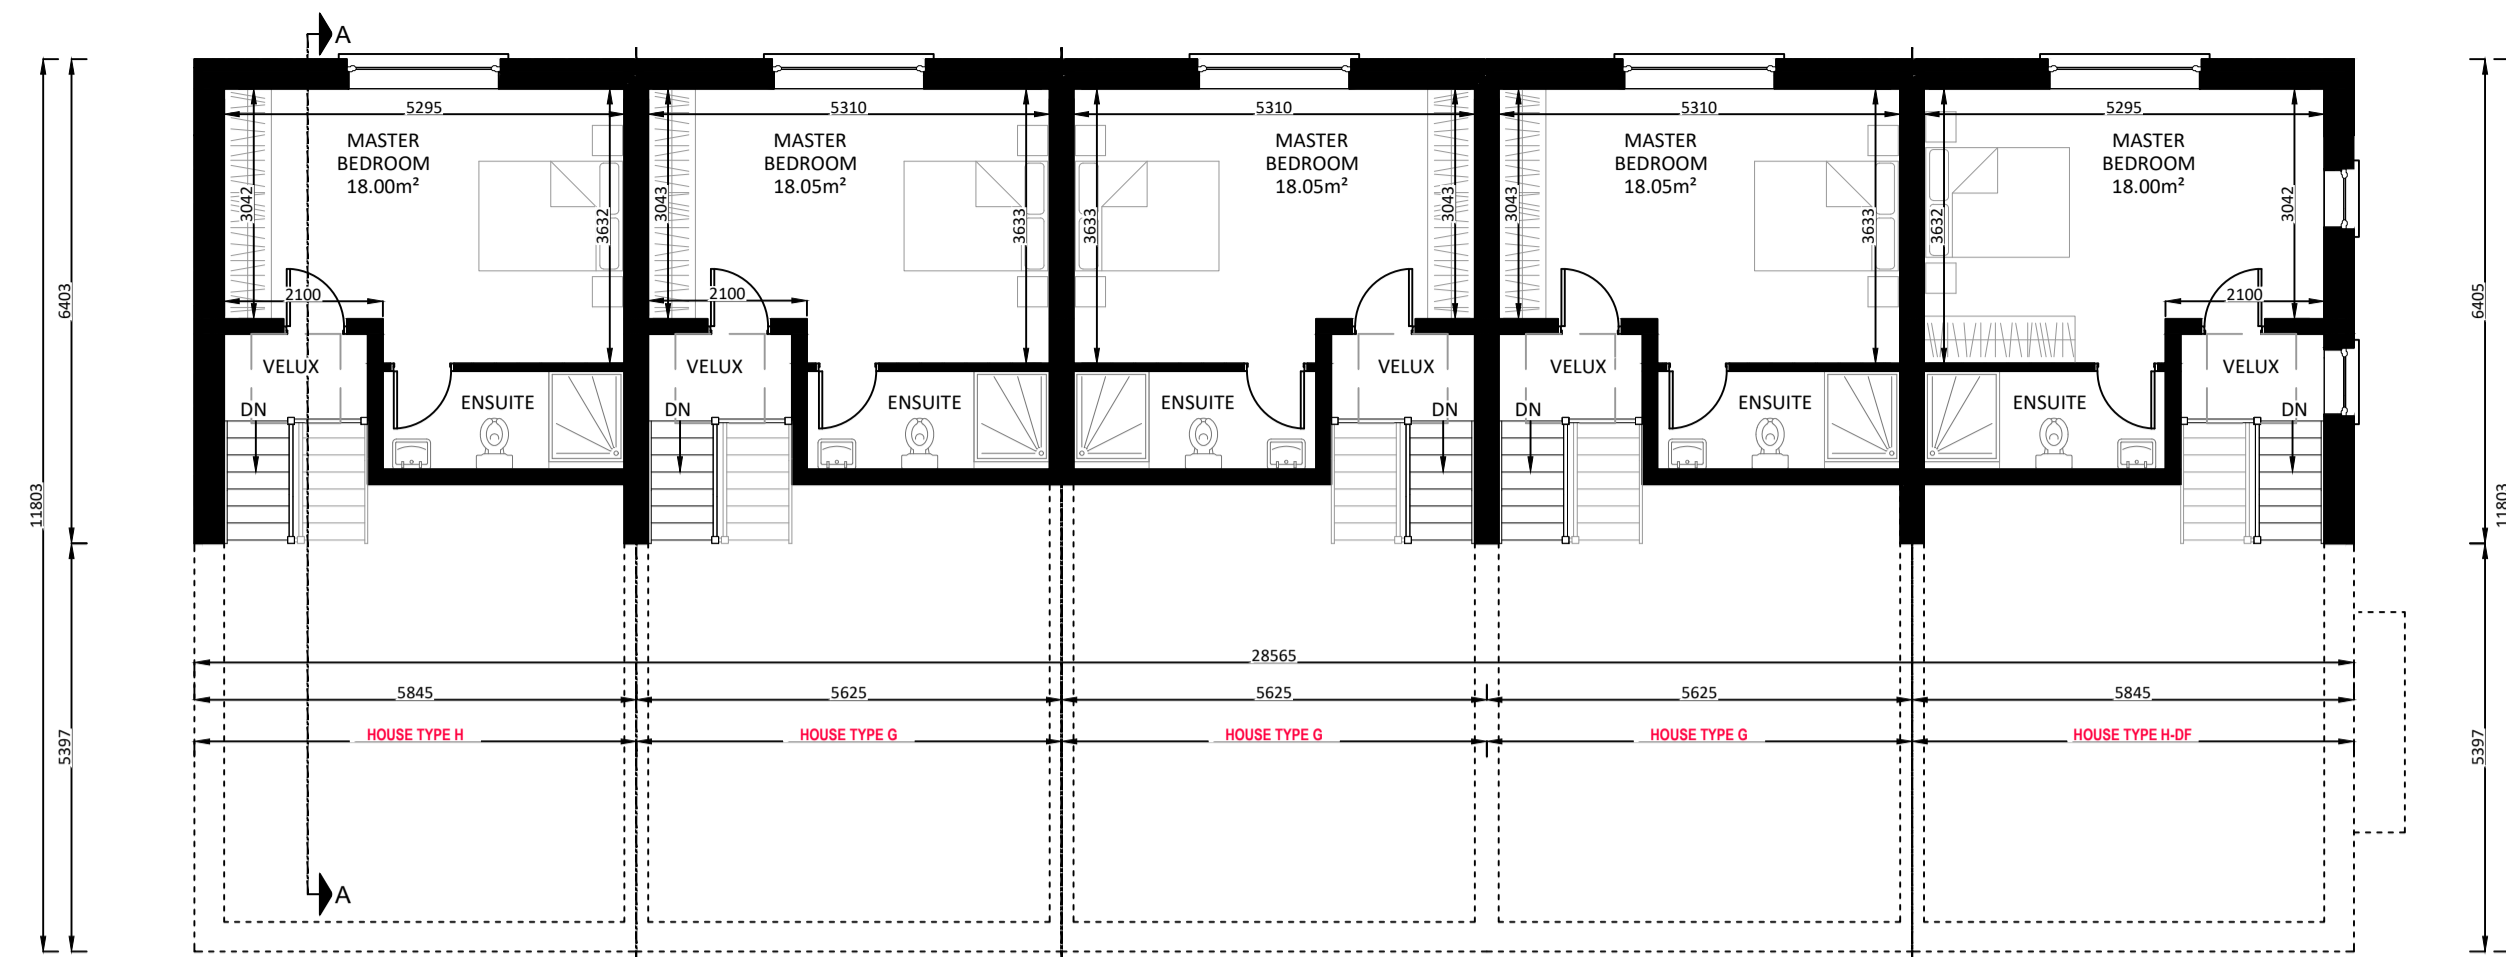 A
5295
5310
5310
5310
5295
MASTER
BEDROOM
18.00m²
MASTER
BEDROOM
18.05m²
MASTER
BEDROOM
18.05m²
MASTER
BEDROOM
18.05m²
MASTER
BEDROOM
18.00m²
3042
3632
3043
3633
3633
3043
3043
3633
3632
3042
6403
6405
2100
2100
2100
VELUX
VELUX
VELUX
VELUX
VELUX
DN
ENSUITE
DN
ENSUITE
ENSUITE
DN
DN
ENSUITE
ENSUITE
DN
11803
11803
28565
5845
5625
5625
5625
5845
HOUSE TYPE H
HOUSE TYPE G
HOUSE TYPE G
HOUSE TYPE G
HOUSE TYPE H-DF
5397
5397
A